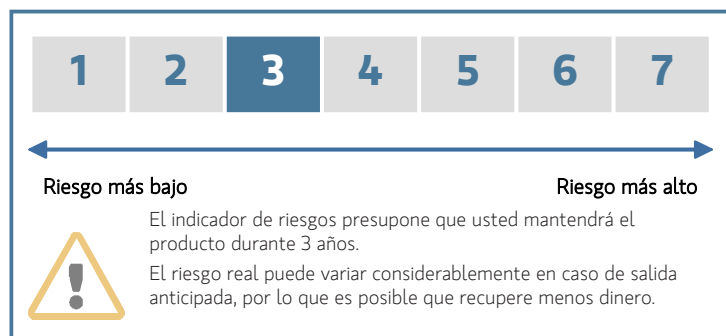 1 2 3 4 5 6 7
Riesgo más bajo Riesgo más alto
El indicador de riesgos presupone que usted mantendrá el
producto durante 3 años.
El riesgo real puede variar considerablemente en caso de salida
anticipada, por lo que es posible que recupere menos dinero.